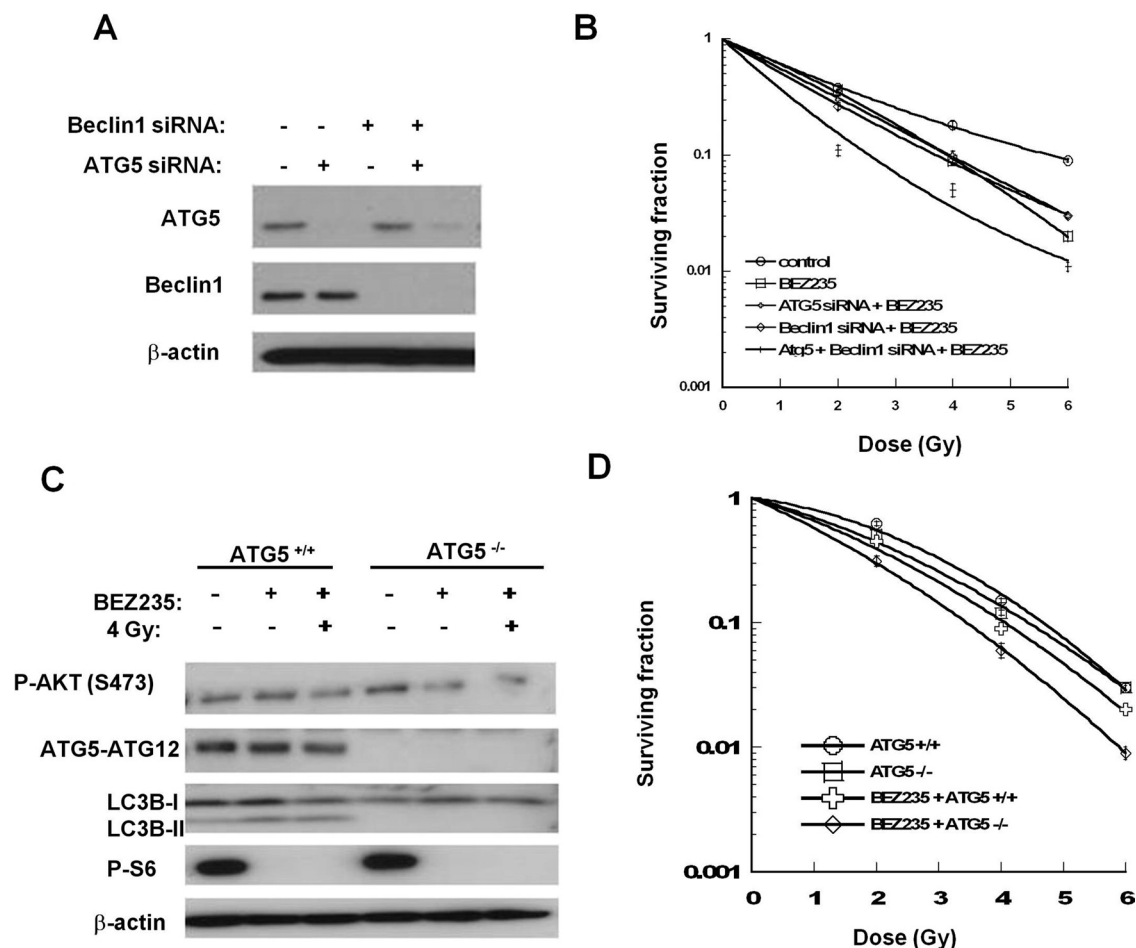 A
Beclin1 siRNA: - - + +
ATG5 siRNA: - + - +
ATG5
Beclin1
β-actin
B
Surviving fraction
1
0.1
0.01
0.001
control
BEZ235
ATG5 siRNA + BEZ235
Beclin1 siRNA + BEZ235
Atg5 + Beclin1 siRNA + BEZ235
0 1 2 3 4 5 6
Dose (Gy)
C
ATG5 +/+ ATG5 -/-
BEZ235: - + + - + +
4 Gy: - - + - - +
P-AKT (S473)
ATG5-ATG12
LC3B-I
LC3B-II
P-S6
β-actin
D
Surviving fraction
1
0.1
0.01
0.001
ATG5 +/+
ATG5 -/-
BEZ235 + ATG5 +/+
BEZ235 + ATG5 -/-
0 1 2 3 4 5 6
Dose (Gy)